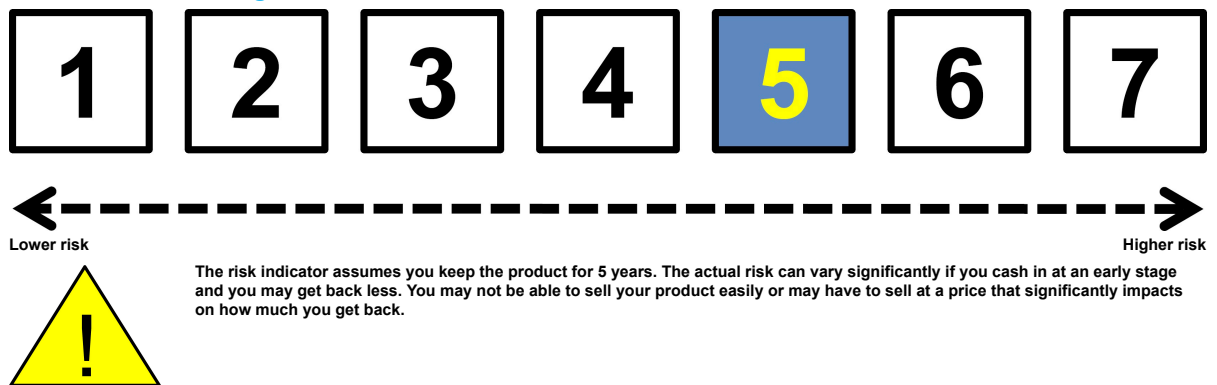 1 2 3 4 5 6 7
Lower risk Higher risk
The risk indicator assumes you keep the product for 5 years. The actual risk can vary significantly if you cash in at an early stage
and you may get back less. You may not be able to sell your product easily or may have to sell at a price that significantly impacts
on how much you get back.
!